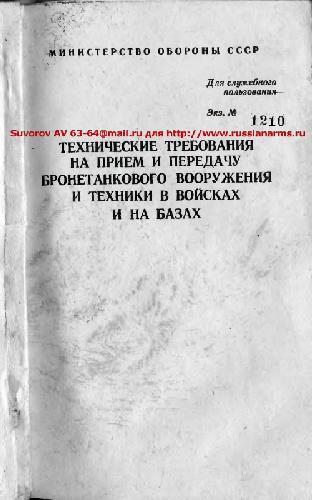 МИНИСТЕРСТВО ОБОРОНЫ СССР
Для служебного
пользования
Экз. № 1210
Suvorov AV 63-64@mail.ru для http://www.russianarms.ru
ТЕХНИЧЕСКИЕ ТРЕБОВАНИЯ
НА ПРИЕМ И ПЕРЕДАЧУ
БРОНЕТАНКОВОГО ВООРУЖЕНИЯ
И ТЕХНИКИ В ВОЙСКАХ
И НА БАЗАХ